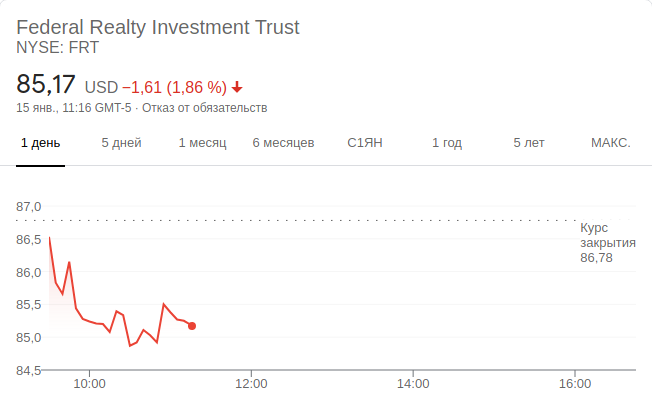 Federal Realty Investment Trust
NYSE: FRT
85,17 USD −1,61 (1,86 %)
15 янв., 11:16 GMT-5 · Отказ от обязательств
1 день 5 дней 1 месяц 6 месяцев С1ЯН 1 год 5 лет МАКС.
87,0
Курс
86,5 закрытия
86,78
86,0
85,5
85,0
84,5
10:00 12:00 14:00 16:00